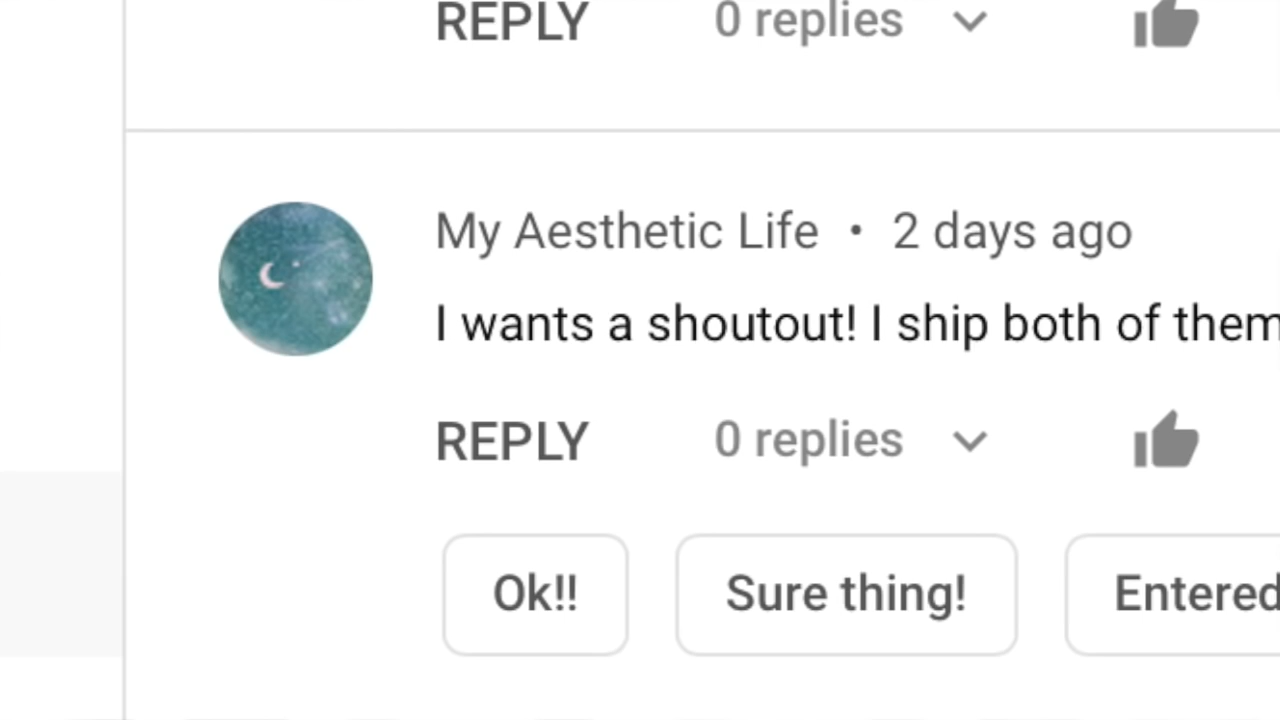 REPLY 0 replies
My Aesthetic Life • 2 days ago
I wants a shoutout! I ship both of them
REPLY 0 replies
Ok!! Sure thing! Entered